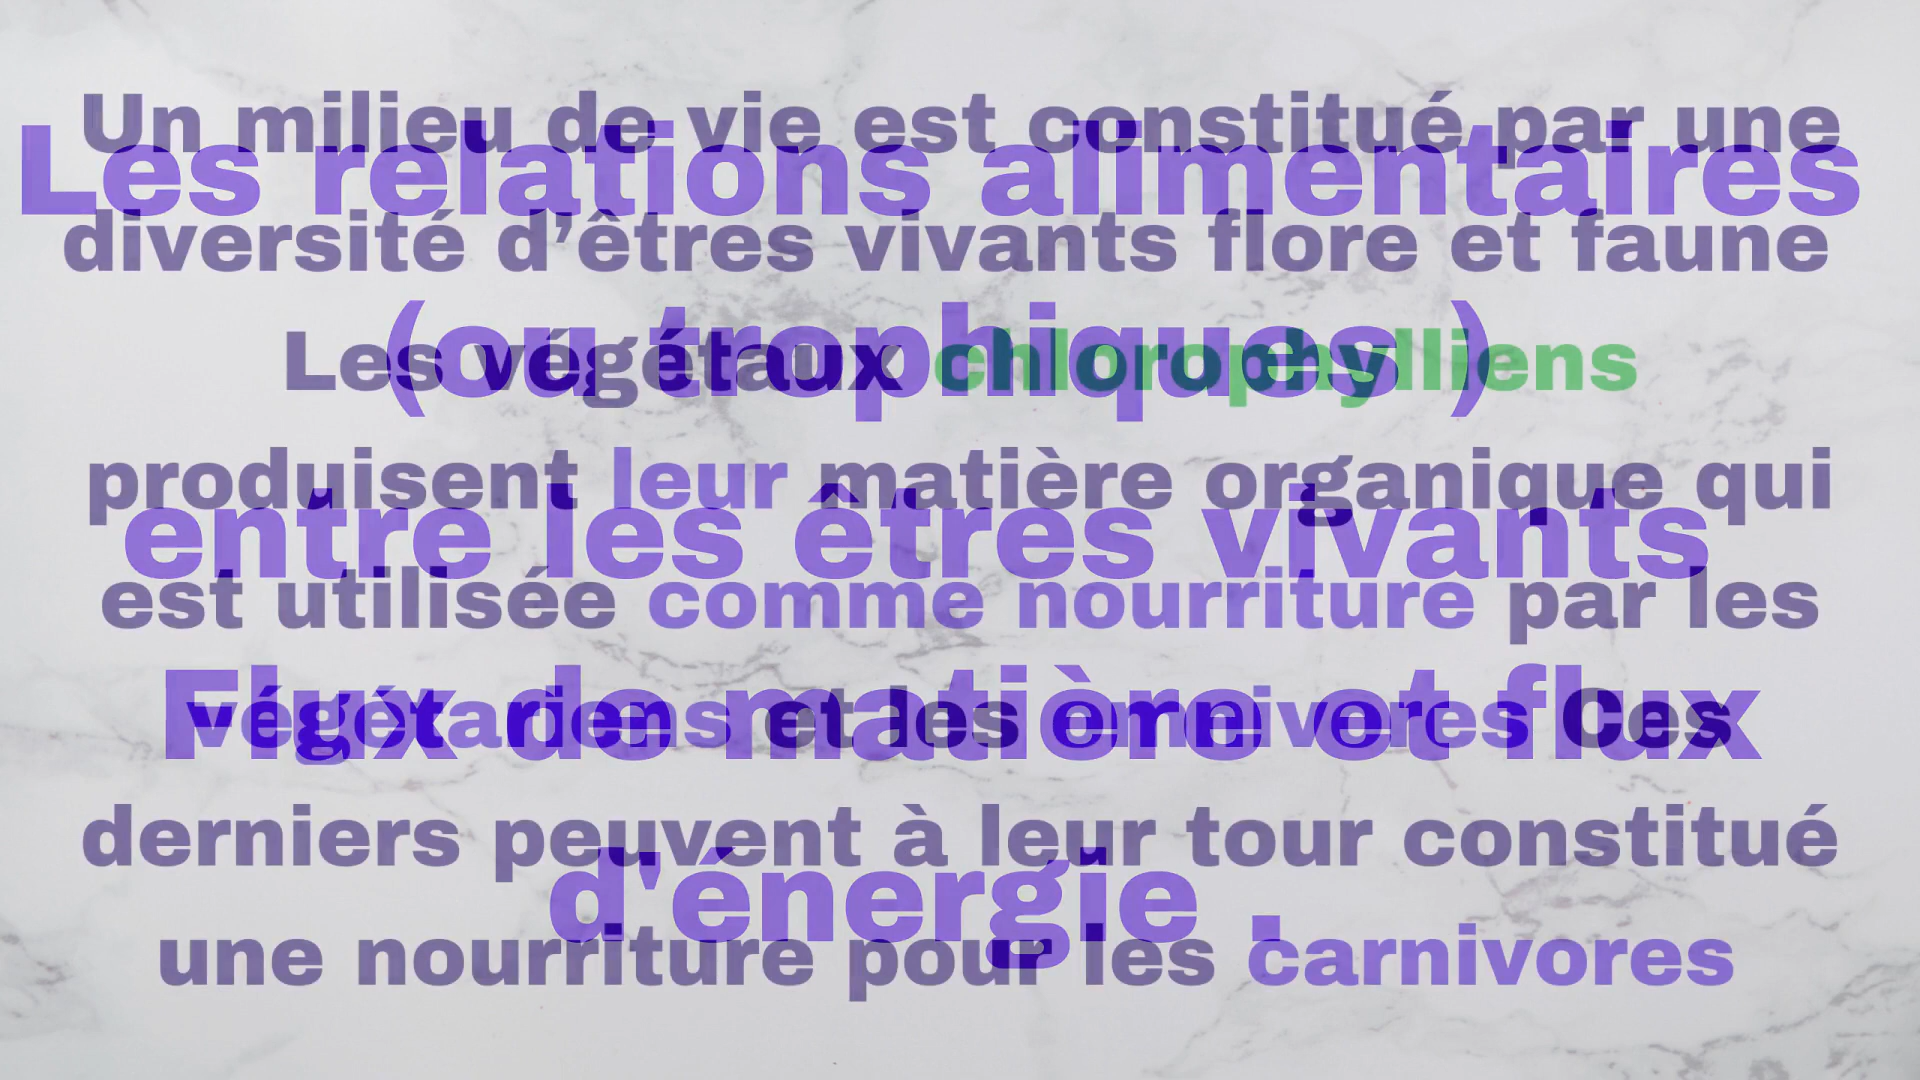 Les relations alimentaires
(ou trophiques )
entre les êtres vivants
Flux de matière et flux
d'énergie .
Un milieu de vie est constitué par une
diversité d’êtres vivants flore et faune
Les végétaux chlorophylliens
produisent leur matière organique qui
est utilisée comme nourriture par les
végétariens et les omnivores Ces
derniers peuvent à leur tour constitué
une nourriture pour les carnivores